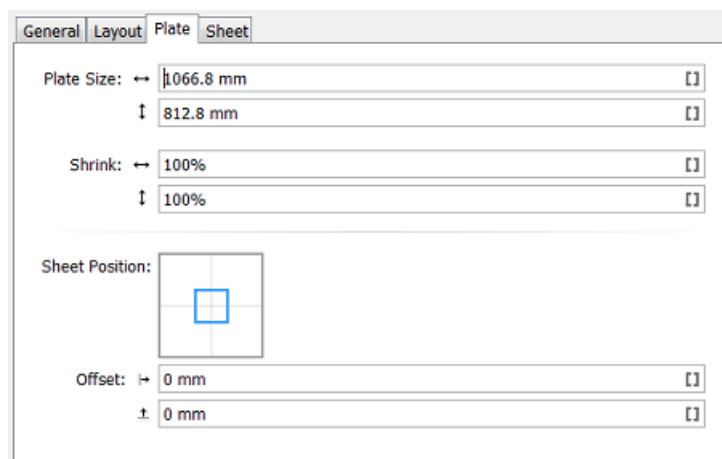 General Layout Plate Sheet
Plate Size: ↔ 1066.8 mm []
↕ 812.8 mm []
Shrink: ↔ 100% []
↕ 100% []
Sheet Position:
Offset: 0 mm []
0 mm []